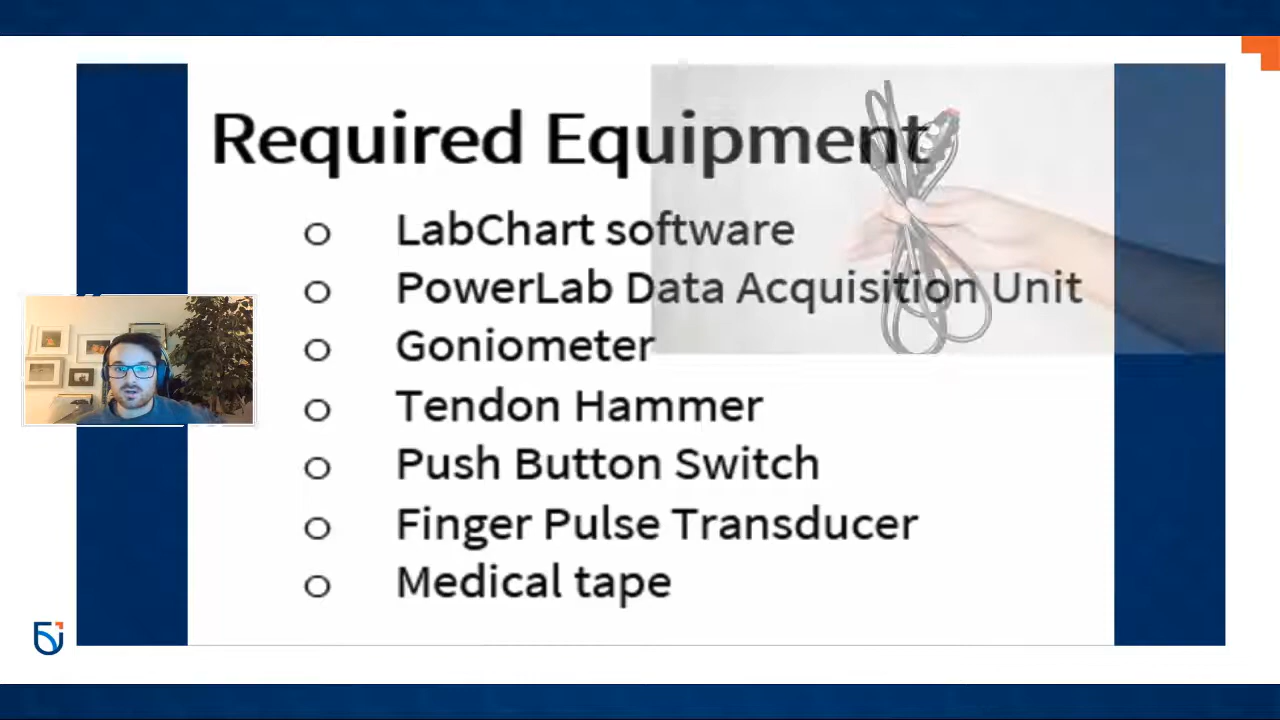 Required Equipment
LabChart software
PowerLab Data Acquisition Unit
Goniometer
Tendon Hammer
Push Button Switch
Finger Pulse Transducer
Medical tape